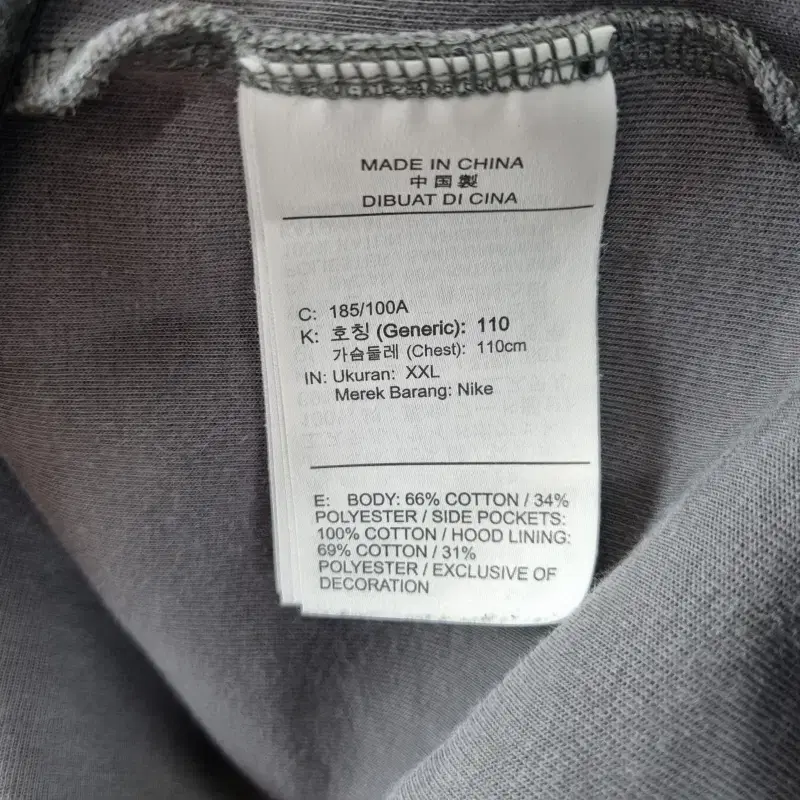 MADE IN CHINA
中国製
DIBUAT DI CINA
C: 185/100A
K: 호칭 (Generic): 110
가슴둘레 (Chest): 110cm
IN: Ukuran: XXL
Merek Barang: Nike
E: BODY: 66% COTTON / 34%
POLYESTER / SIDE POCKETS:
100% COTTON / HOOD LINING:
69% COTTON / 31%
POLYESTER / EXCLUSIVE OF
DECORATION